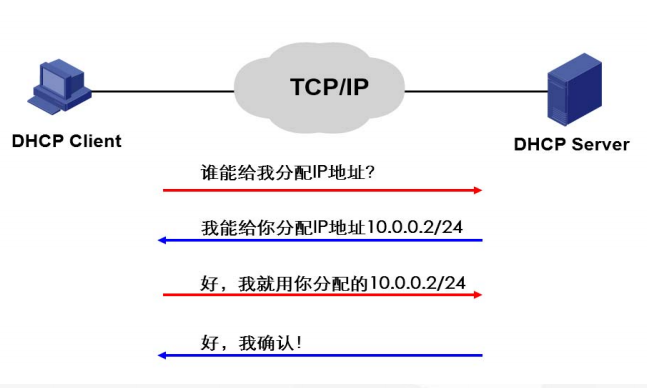 TCP/IP
DHCP Client
DHCP Server
谁能给我分配IP地址?
我能给你分配IP地址10.0.0.2/24
好，我就用你分配的10.0.0.2/24
好，我确认!